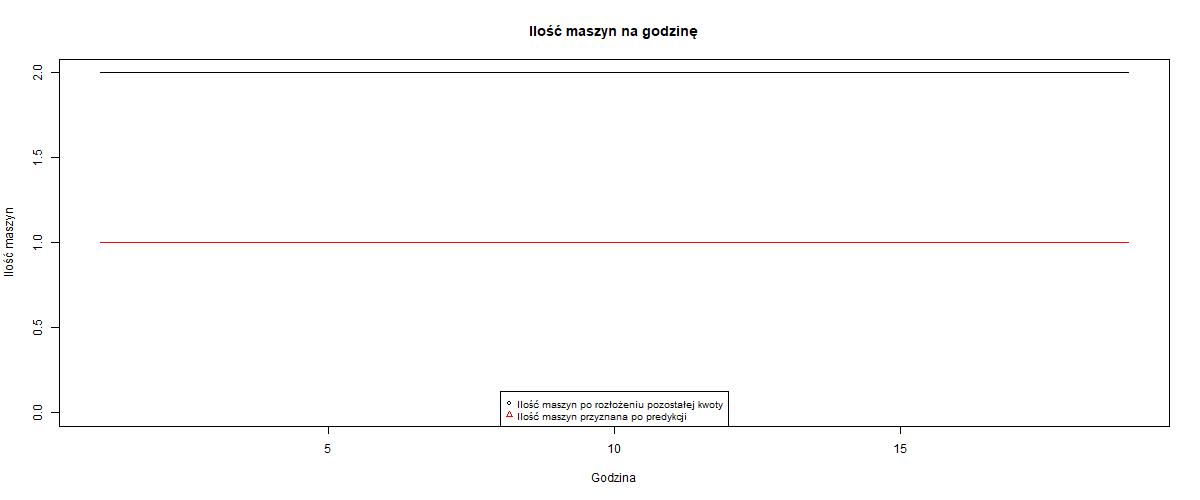 Ilość maszyn na godzinę
2.0
1.5
1.0
0.5
0.0
Ilość maszyn
Ilość maszyn po rozłożeniu pozostałej kwoty
Ilość maszyn przyznana po predykcji
5 10 15
Godzina